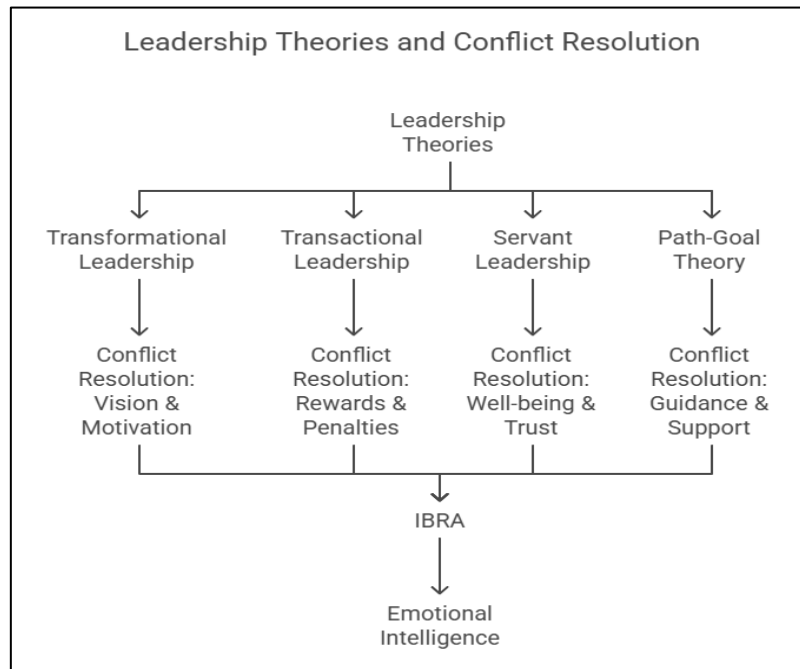 Leadership Theories and Conflict Resolution
Leadership
Theories
Transformational
Leadership
Transactional
Leadership
Servant
Leadership
Path-Goal
Theory
Conflict
Resolution:
Vision &
Motivation
Conflict
Resolution:
Rewards &
Penalties
Conflict
Resolution:
Well-being &
Trust
Conflict
Resolution:
Guidance &
Support
IBRA
Emotional
Intelligence